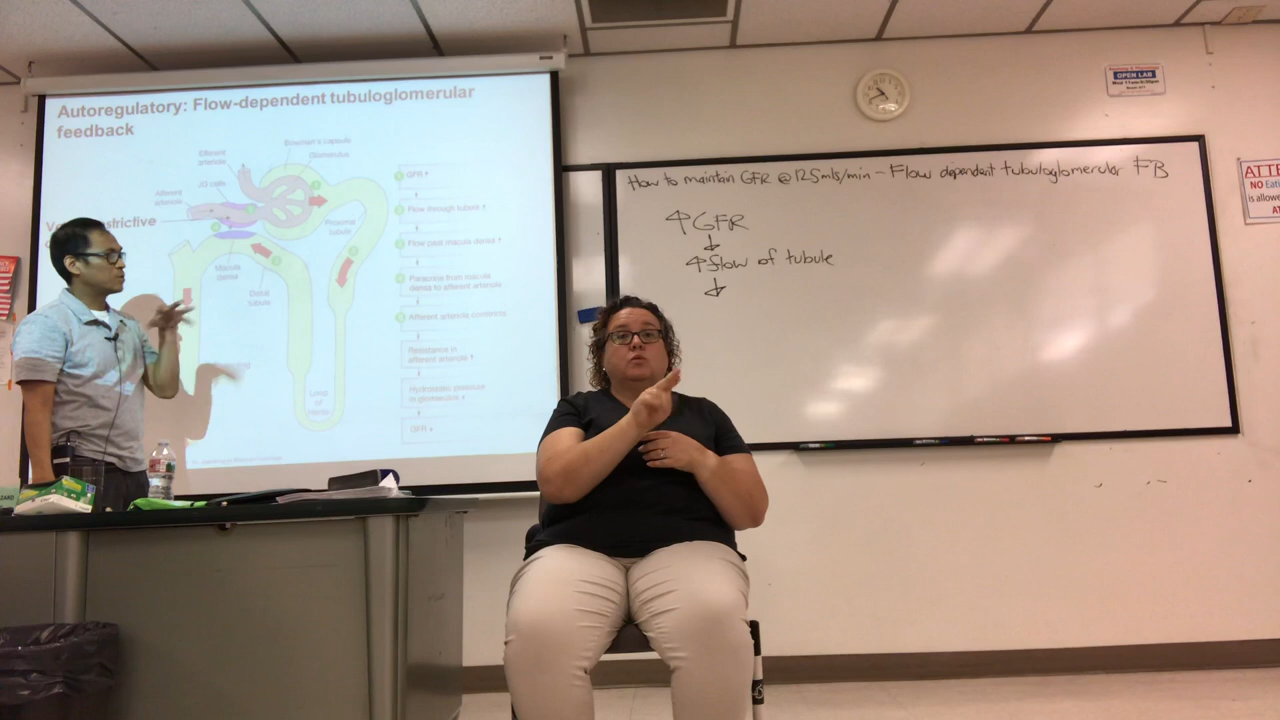 Autoregulatory: Flow-dependent tubuloglomerular
feedback
Efferent
arteriole
Bowman's capsule
Glomerulus
JG cells
Afferent
arteriole
Proximal
tubule
Macula
densa
Distal
tubule
Loop
of
Henle
GFR ↑
Flow through tubule ↑
Flow past macula densa ↑
Paracrine from macula
densa to afferent arteriole
Afferent arteriole constricts
Resistance in
afferent arteriole ↑
Hydrostatic pressure
in glomerulus
GFR
How to maintain GFR @ 125mls/min - Flow dependent tubuloglomerular FB
↑GFR
↓
↑flow of tubule
↓
OPEN LAB
NO Eati
is allowe